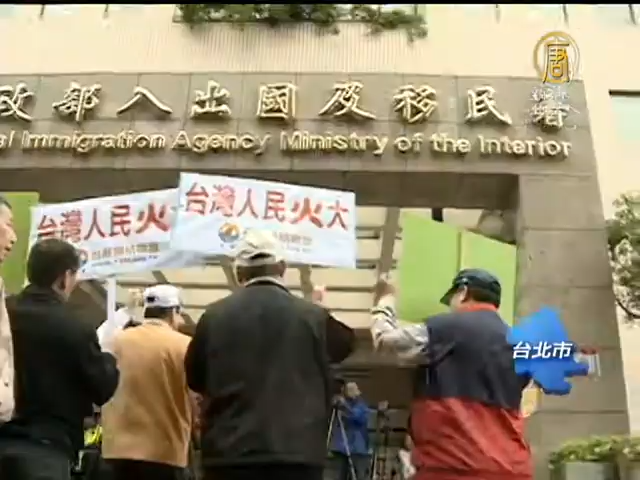 政部入出國及移民署
al Immigration Agency Ministry of the Interior
台灣人民火大
台灣人民火
台北市
唐